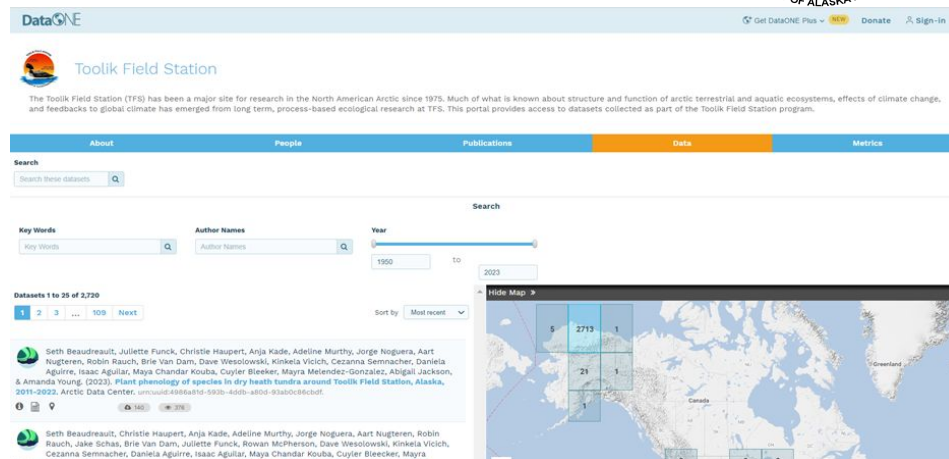 OF ALASKA
DataONE
Get DataONE Plus NEW Donate Sign-in
Toolik Field Station
The Toolik Field Station (TFS) has been a major site for research in the North American Arctic since 1975. Much of what is known about structure and function of arctic terrestrial and aquatic ecosystems, effects of climate change,
and feedbacks to global climate has emerged from long term, process-based ecological research at TFS. This portal provides access to datasets collected as part of the Toolik Field Station program.
About People Publications Data Metrics
Search
Search these datasets
Search
Key Words Author Names Year
Key Words Author Names
1950 to 2023
Datasets 1 to 25 of 2,720
1 2 3 ... 109 Next
Sort by Most recent
Hide Map »
5 2713 1
21 1
1
Greenland
Canada
Seth Beaudreault, Juliette Funck, Christie Haupert, Anja Kade, Adeline Murthy, Jorge Noguera, Aart
Nugteren, Robin Rauch, Brie Van Dam, Dave Wesolowski, Kinkela Vicich, Cezanna Semnacher, Daniela
Aguirre, Isaac Aguilar, Maya Chandar Kouba, Cuyler Bleeker, Mayra Melendez-Gonzalez, Abigail Jackson,
& Amanda Young. (2023). Plant phenology of species in dry heath tundra around Toolik Field Station, Alaska,
2011-2022. Arctic Data Center.
140 376
Seth Beaudreault, Christie Haupert, Anja Kade, Adeline Murthy, Jorge Noguera, Aart Nugteren, Robin
Rauch, Jake Schas, Brie Van Dam, Juliette Funck, Rowan McPherson, Dave Wesolowski, Kinkela Vicich,
Cezanna Semnacher, Daniela Aguirre, Isaac Aguilar, Maya Chandar Kouba, Cuyler Bleecker, Mayra